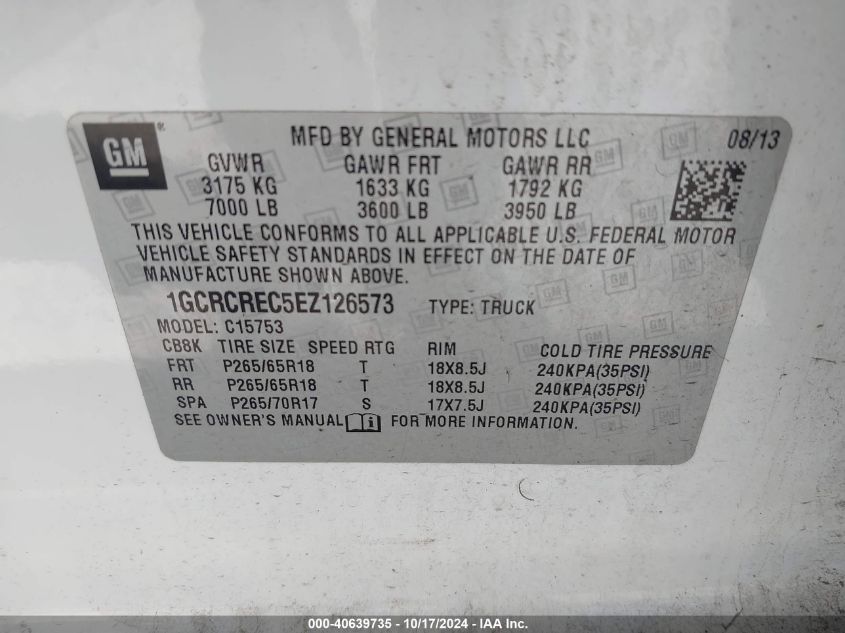 GM®
MFD BY GENERAL MOTORS LLC 08/13
GVWR GAWR FRT GAWR RR
3175 KG 1633 KG 1792 KG
7000 LB 3600 LB 3950 LB
THIS VEHICLE CONFORMS TO ALL APPLICABLE U.S. FEDERAL MOTOR
VEHICLE SAFETY STANDARDS IN EFFECT ON THE DATE OF
MANUFACTURE SHOWN ABOVE.
1GCRCREC5EZ126573 TYPE: TRUCK
MODEL: C15753
CB8K TIRE SIZE SPEED RTG RIM COLD TIRE PRESSURE
FRT P265/65R18 T 18X8.5J 240KPA(35PSI)
RR P265/65R18 T 18X8.5J 240KPA(35PSI)
SPA P265/70R17 S 17X7.5J 240KPA(35PSI)
SEE OWNER'S MANUAL i FOR MORE INFORMATION.
000-40639735 - 10/17/2024 - IAAI.com